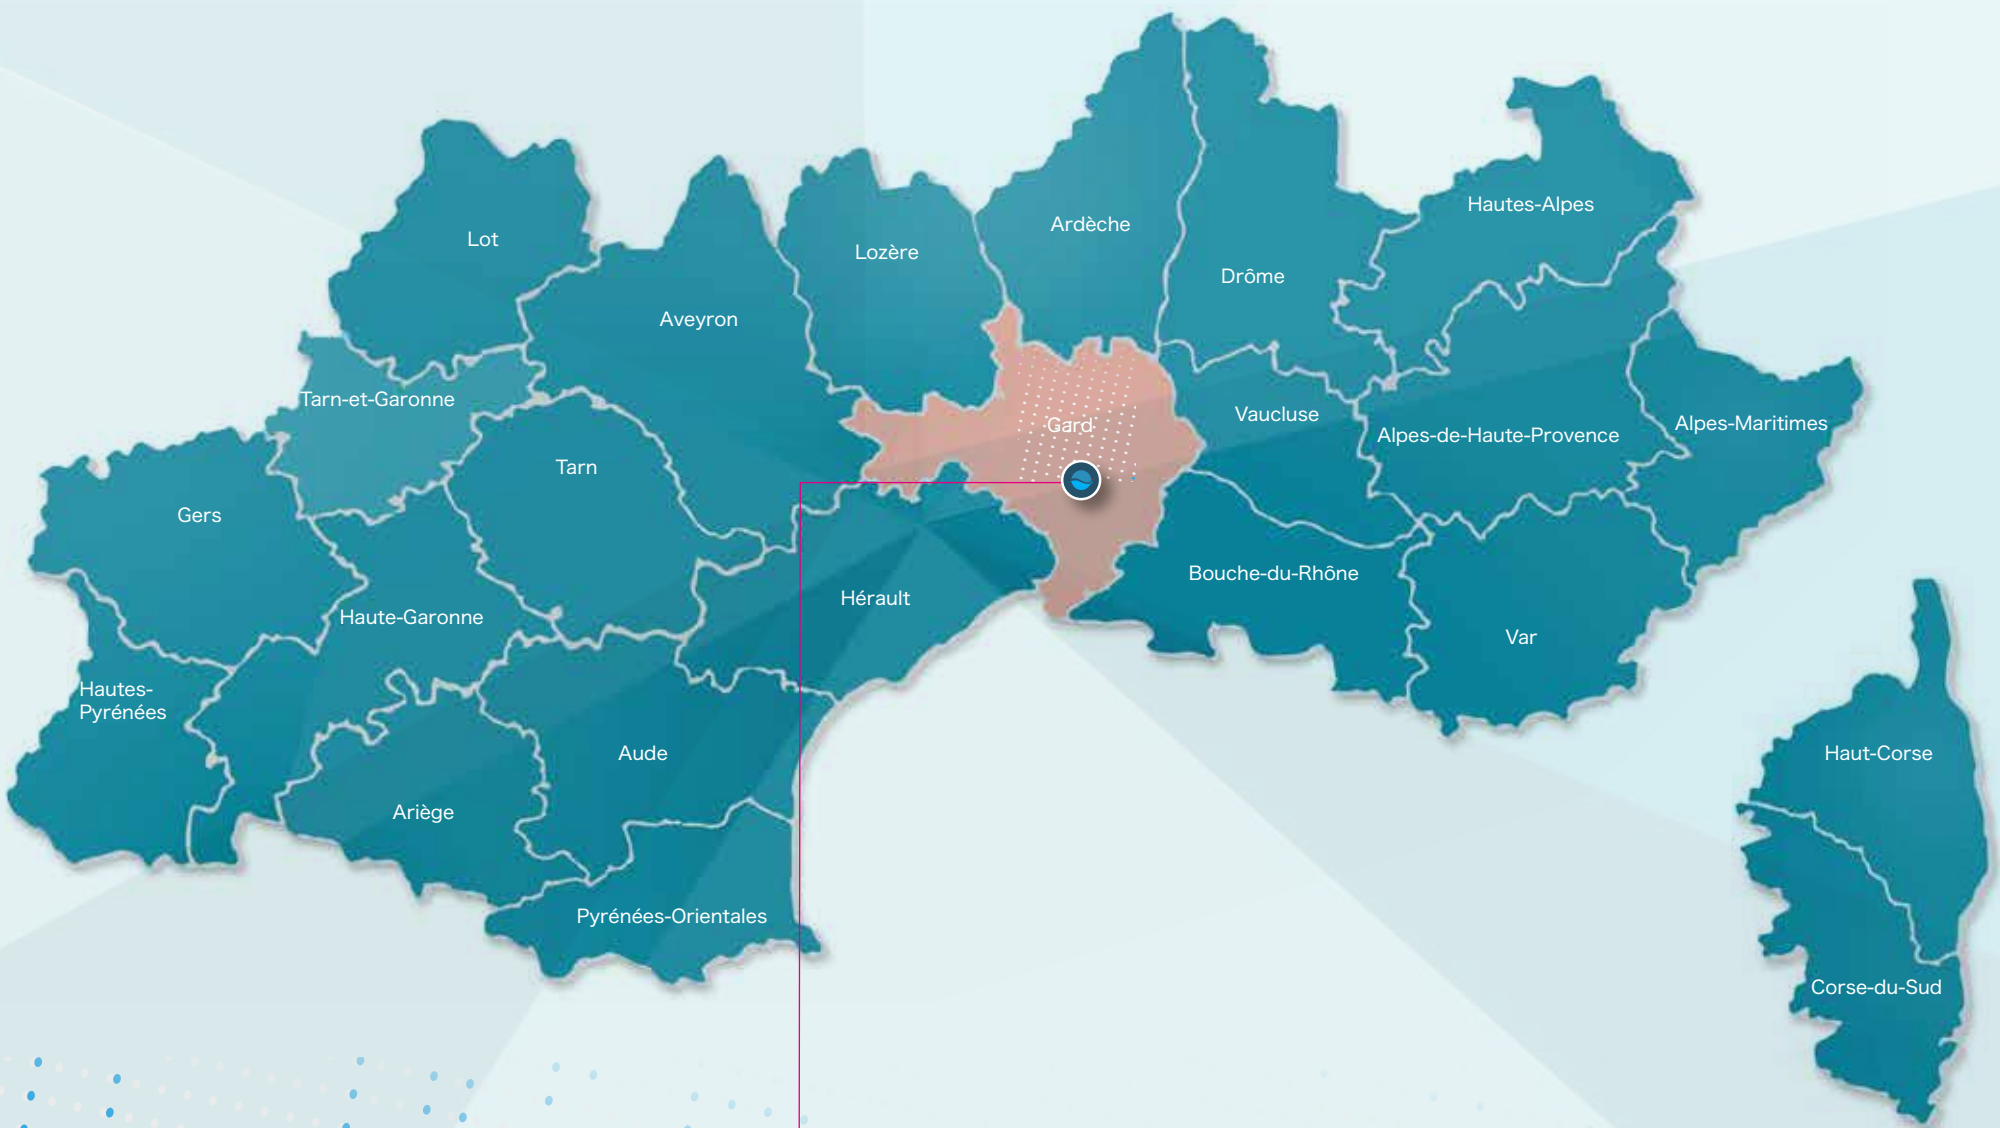 Hautes-Alpes
Ardèche
Lot
Lozère
Drôme
Aveyron
Tarn-et-Garonne
Vaucluse
Gard
Alpes-Maritimes
Alpes-de-Haute-Provence
Tarn
Gers
Bouche-du-Rhône
Hérault
Haute-Garonne
Var
Hautes-
Pyrénées
Aude
Haut-Corse
Ariège
Pyrénées-Orientales
Corse-du-Sud